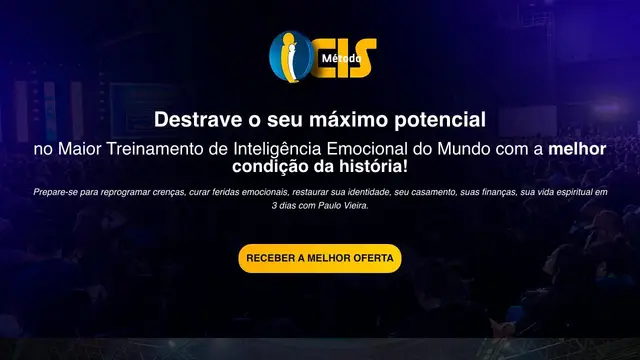 Método
CIS
Destrave o seu máximo potencial
no Maior Treinamento de Inteligência Emocional do Mundo com a melhor
condição da história!
Prepare-se para reprogramar crenças, curar feridas emocionais, restaurar sua identidade, seu casamento, suas finanças, sua vida espiritual em
3 dias com Paulo Vieira.
RECEBER A MELHOR OFERTA